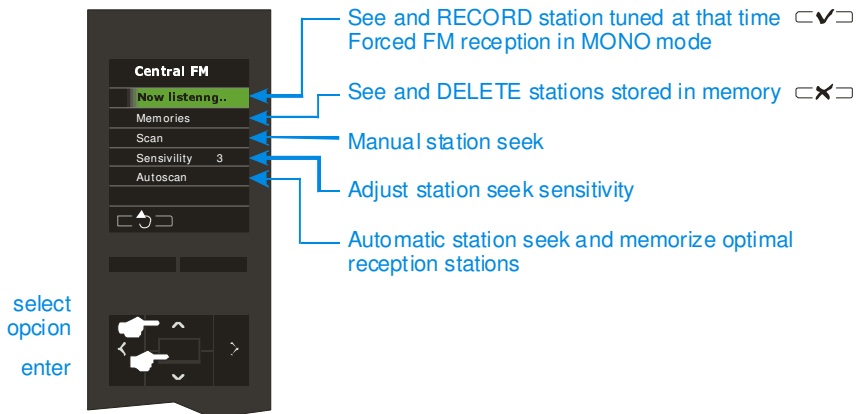 See and RECORD station tuned at that time
Forced FM reception in MONO mode
Central FM
Now listenng..
See and DELETE stations stored in memory
Memories
Scan
Manual station seek
Sensivility 3
Autoscan
Adjust station seek sensitivity
Automatic station seek and memorize optimal
reception stations
select
opcion
enter